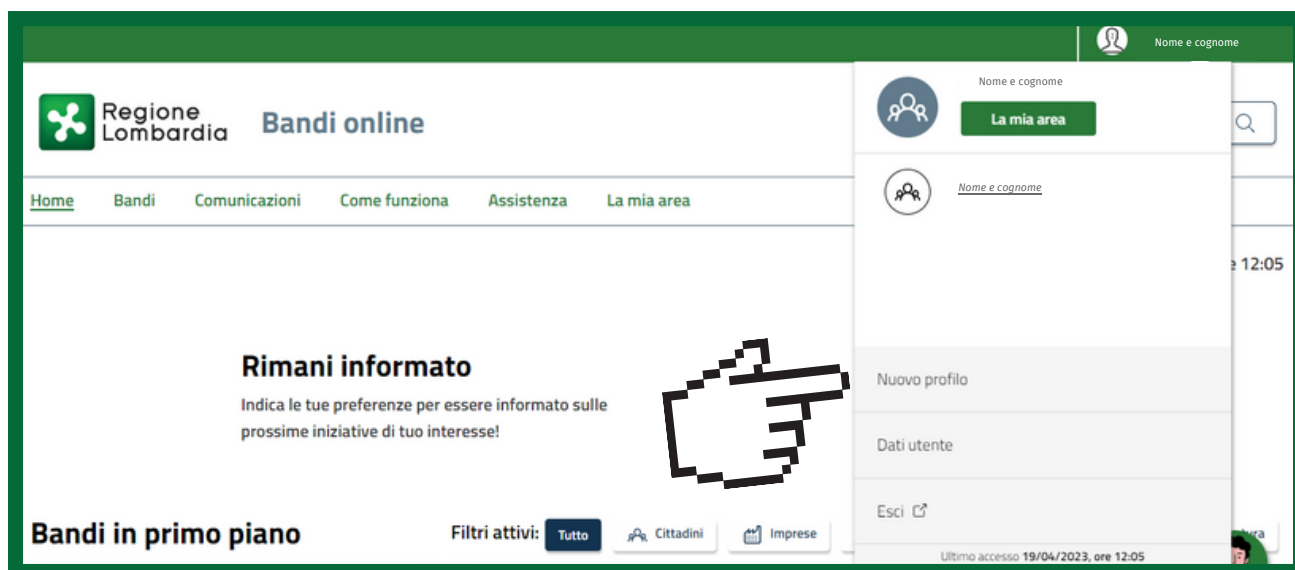 Nome e cognome
Regione
Lombardia
Bandi online
Nome e cognome
La mia area
Home Bandi Comunicazioni Come funziona Assistenza La mia area
Nome e cognome
12:05
Rimani informato
Indica le tue preferenze per essere informato sulle
prossime iniziative di tuo interesse!
Nuovo profilo
Dati utente
Esci
Bandi in primo piano
Filtri attivi: Tutto Cittadini Imprese
Ultimo accesso 19/04/2023, ore 12:05